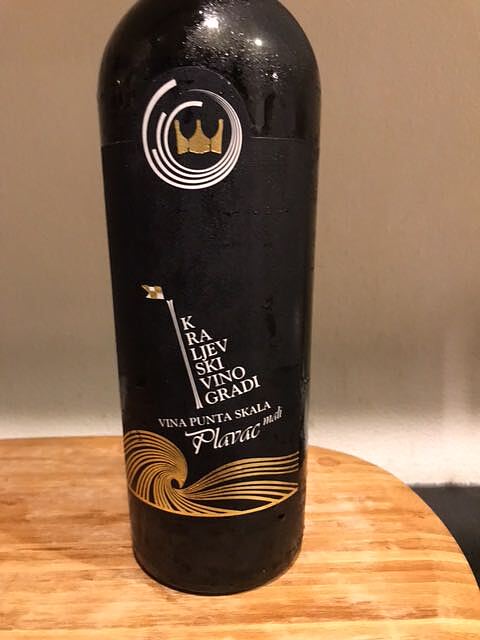 K
RA
LJEV
SKI
VINO
GRADI
VINA PUNTA SKALA
Plavac mali